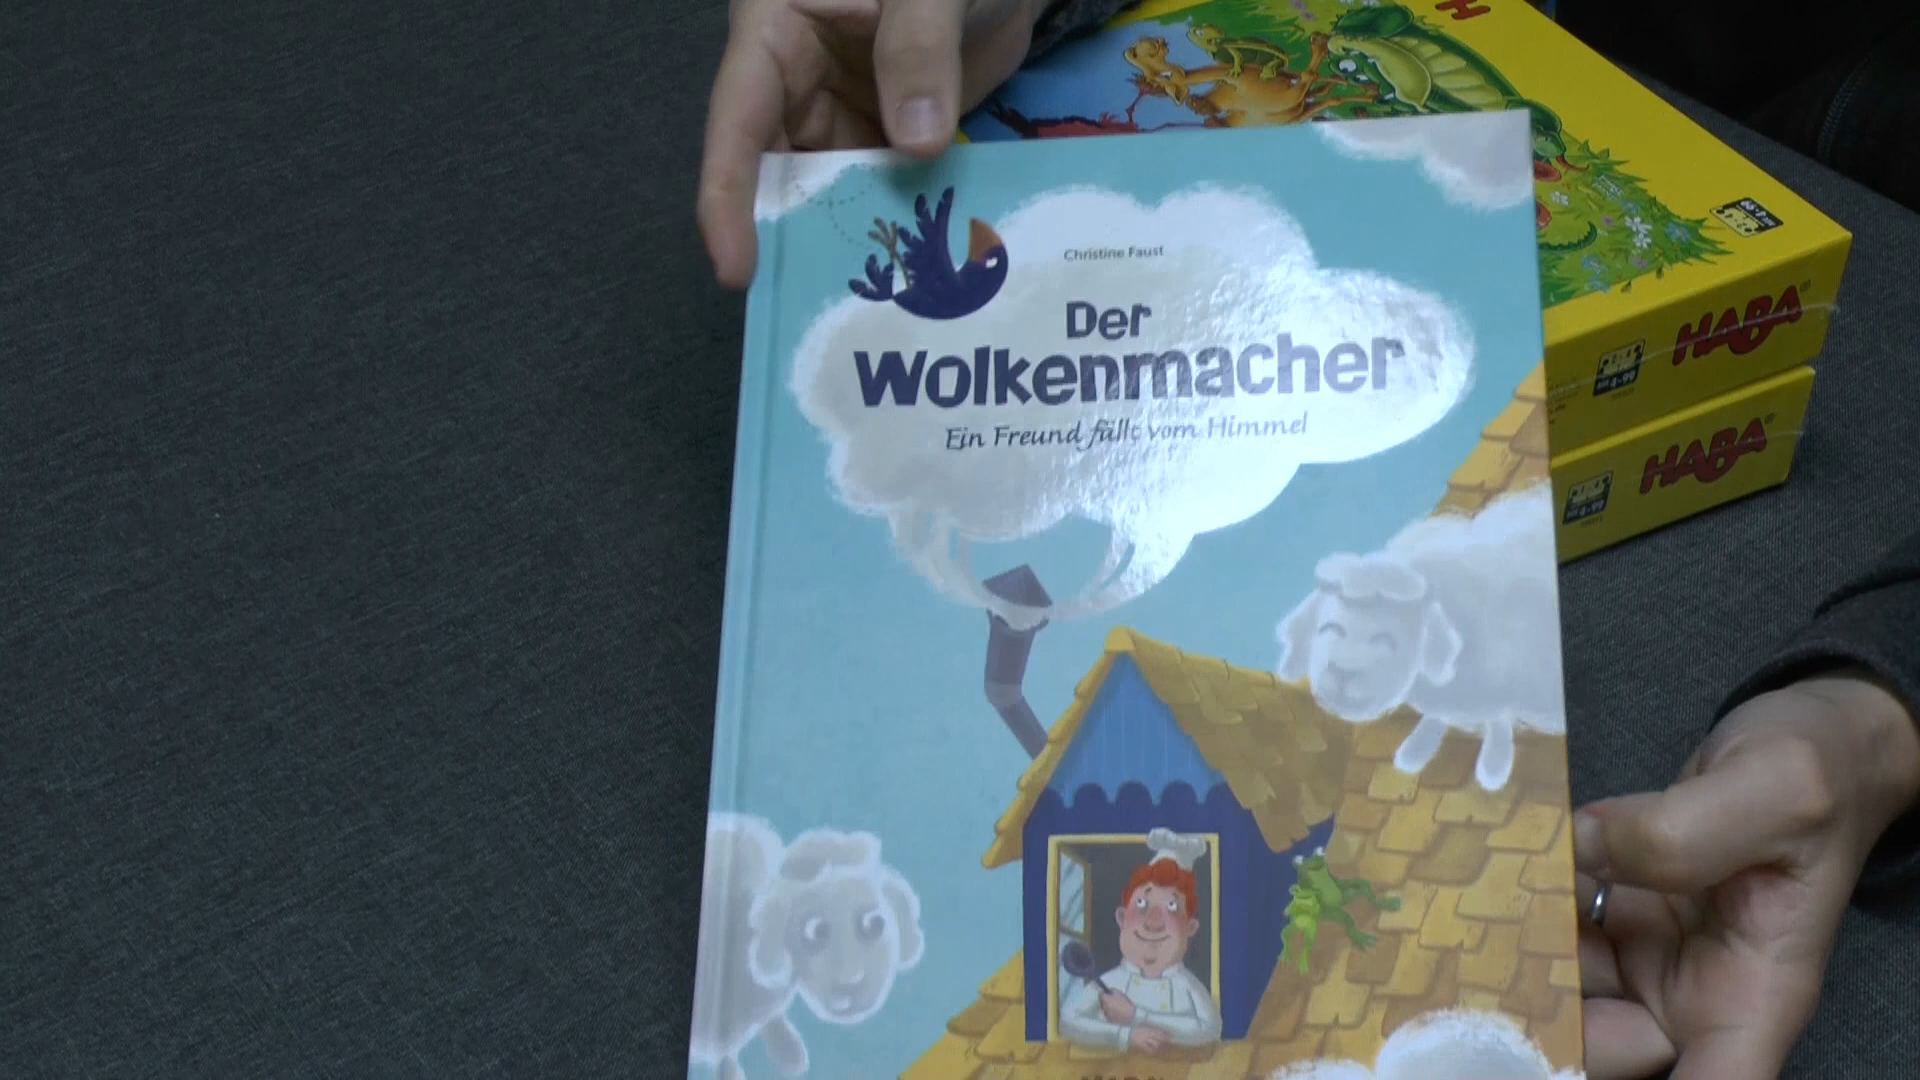 Christine Faust
Der
Wolkenmacher
Ein Freund fällt vom Himmel
HABA
HABA